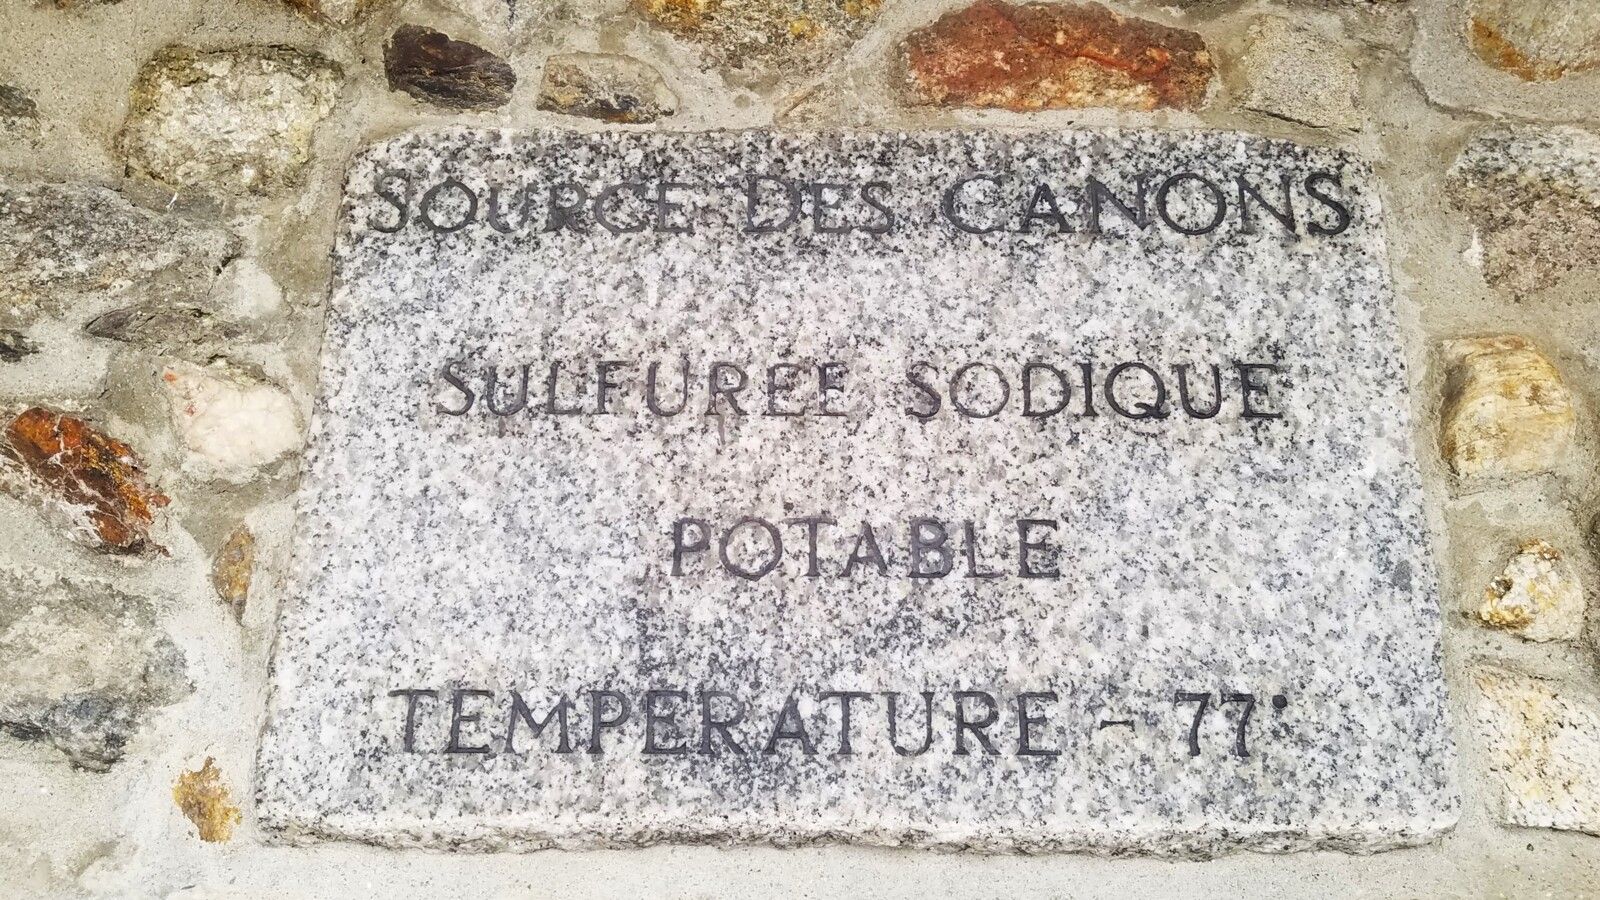 SOURCE DES CANONS
SULFUREE SODIQUE
POTABLE
TEMPERATURE - 77°